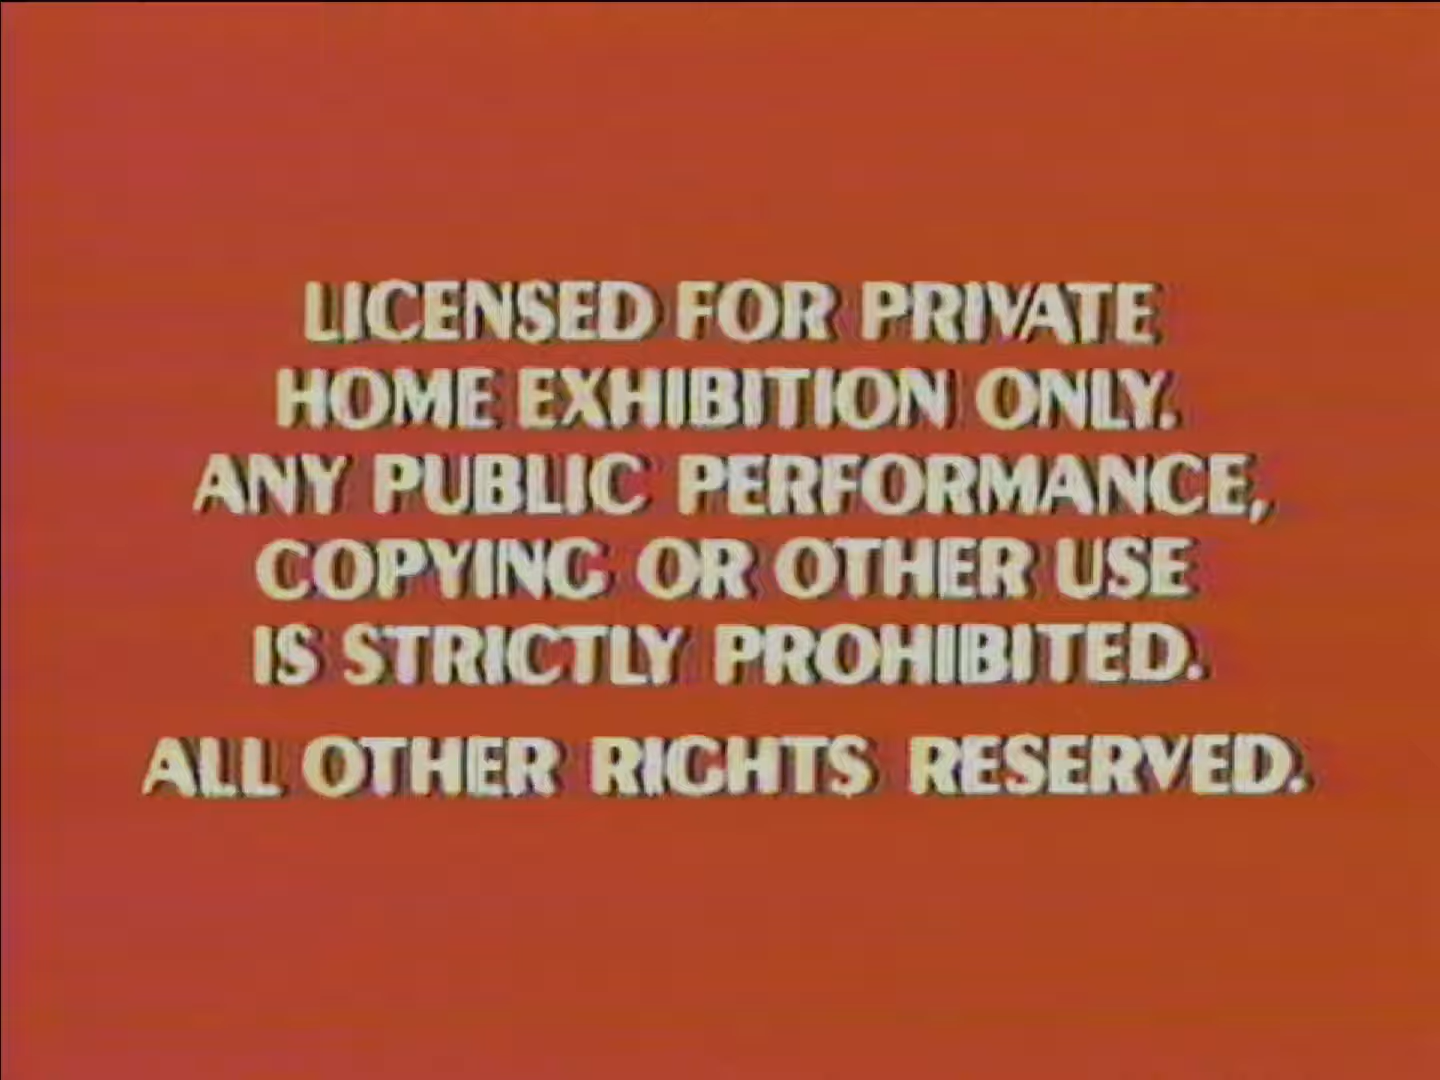 LICENSED FOR PRIVATE
HOME EXHIBITION ONLY.
ANY PUBLIC PERFORMANCE,
COPYING OR OTHER USE
IS STRICTLY PROHIBITED.
ALL OTHER RIGHTS RESERVED.